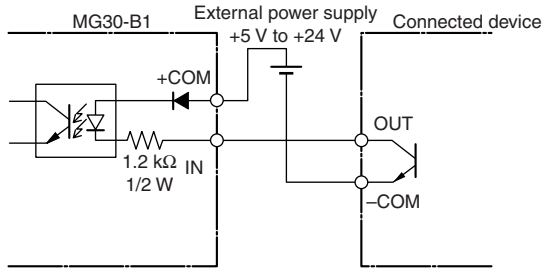 MG30-B1
External power supply
+5 V to +24 V
Connected device
+COM
OUT
1.2 kΩ
IN
1/2 W
–COM